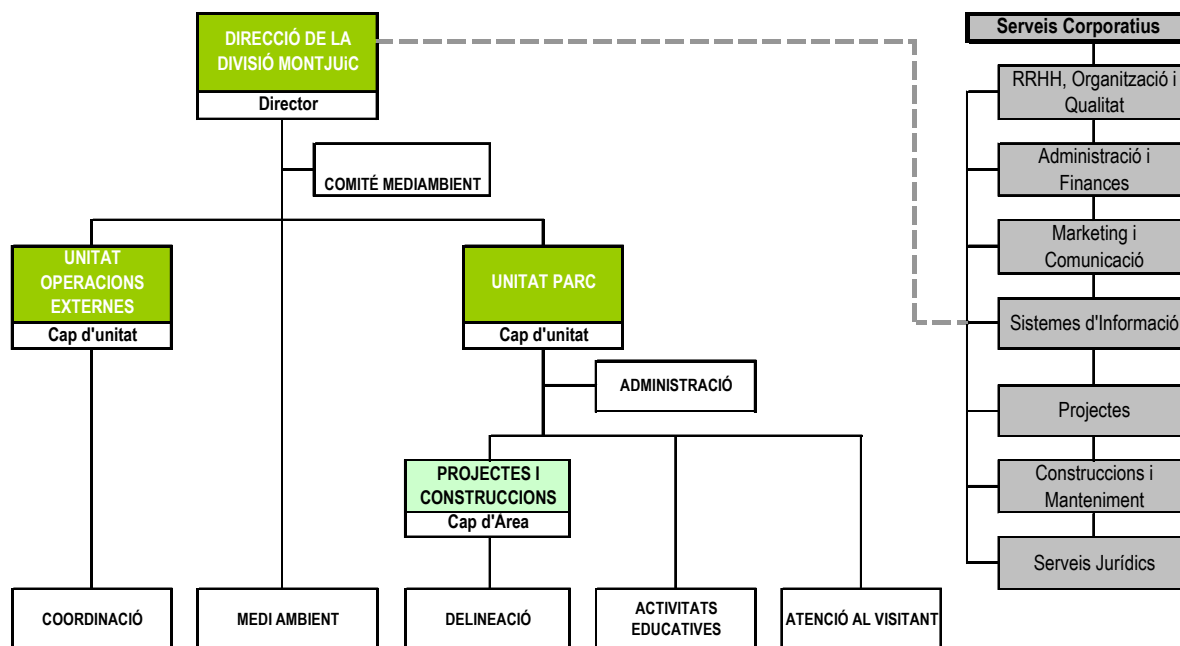 DIRECCIÓ DE LA
DIVISIÓ MONTJUiC
Director
COMITÉ MEDIAMBIENT
UNITAT
OPERACIONS
EXTERNES
Cap d'unitat
UNITAT PARC
Cap d'unitat
ADMINISTRACIÓ
PROJECTES I
CONSTRUCCIONS
Cap d'Àrea
COORDINACIÓ
MEDI AMBIENT
DELINEACIÓ
ACTIVITATS
EDUCATIVES
ATENCIÓ AL VISITANT
Serveis Corporatius
RRHH, Organització i
Qualitat
Administració i
Finances
Marketing i
Comunicació
Sistemes d'Informació
Projectes
Construccions i
Manteniment
Serveis Jurídics